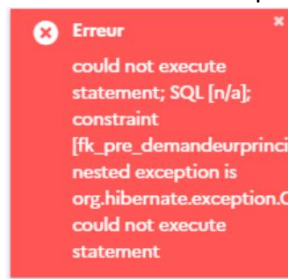 Erreur
could not execute
statement; SQL [n/a];
constraint
[fk_pre_demandeurprinci
nested exception is
org.hibernate.exception.C
could not execute
statement